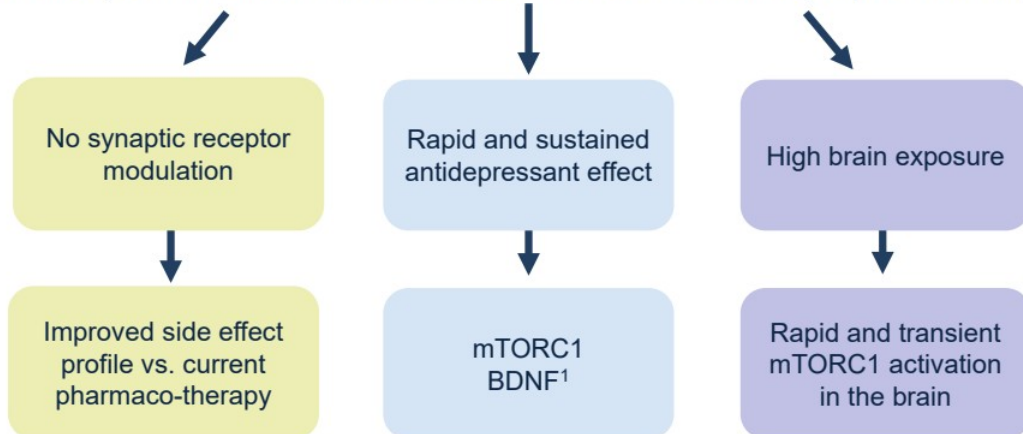 No synaptic receptor
modulation
Rapid and sustained
antidepressant effect
High brain exposure
Improved side effect
profile vs. current
pharmaco-therapy
mTORC1
BDNF¹
Rapid and transient
mTORC1 activation
in the brain